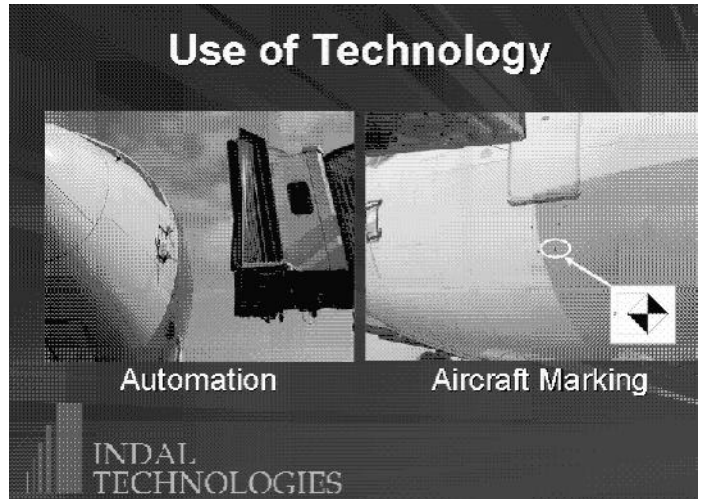 Use of Technology
Automation
Aircraft Marking
INDAL
TECHNOLOGIES